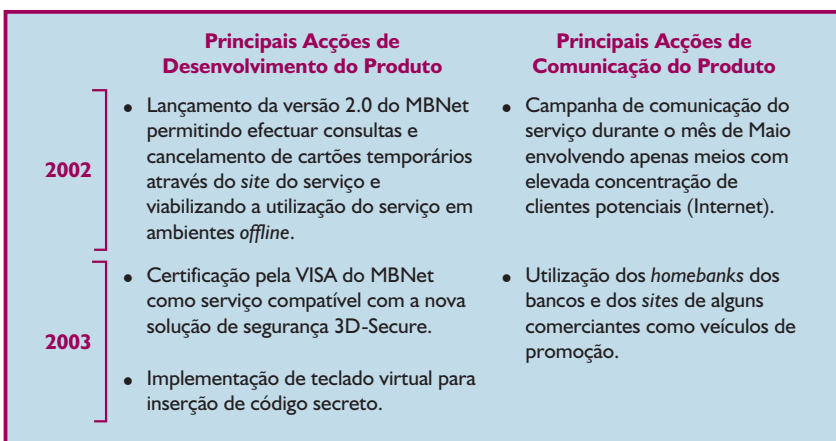 Principais Acções de
Desenvolvimento do Produto
Principais Acções de
Comunicação do Produto
2002
● Lançamento da versão 2.0 do MBNet
permitindo efectuar consultas e
cancelamento de cartões temporários
através do site do serviço e
viabilizando a utilização do serviço em
ambientes offline.
● Campanha de comunicação do
serviço durante o mês de Maio
envolvendo apenas meios com
elevada concentração de
clientes potenciais (Internet).
2003
● Certificação pela VISA do MBNet
como serviço compatível com a nova
solução de segurança 3D-Secure.
● Implementação de teclado virtual para
inserção de código secreto.
● Utilização dos homebanks dos
bancos e dos sites de alguns
comerciantes como veículos de
promoção.